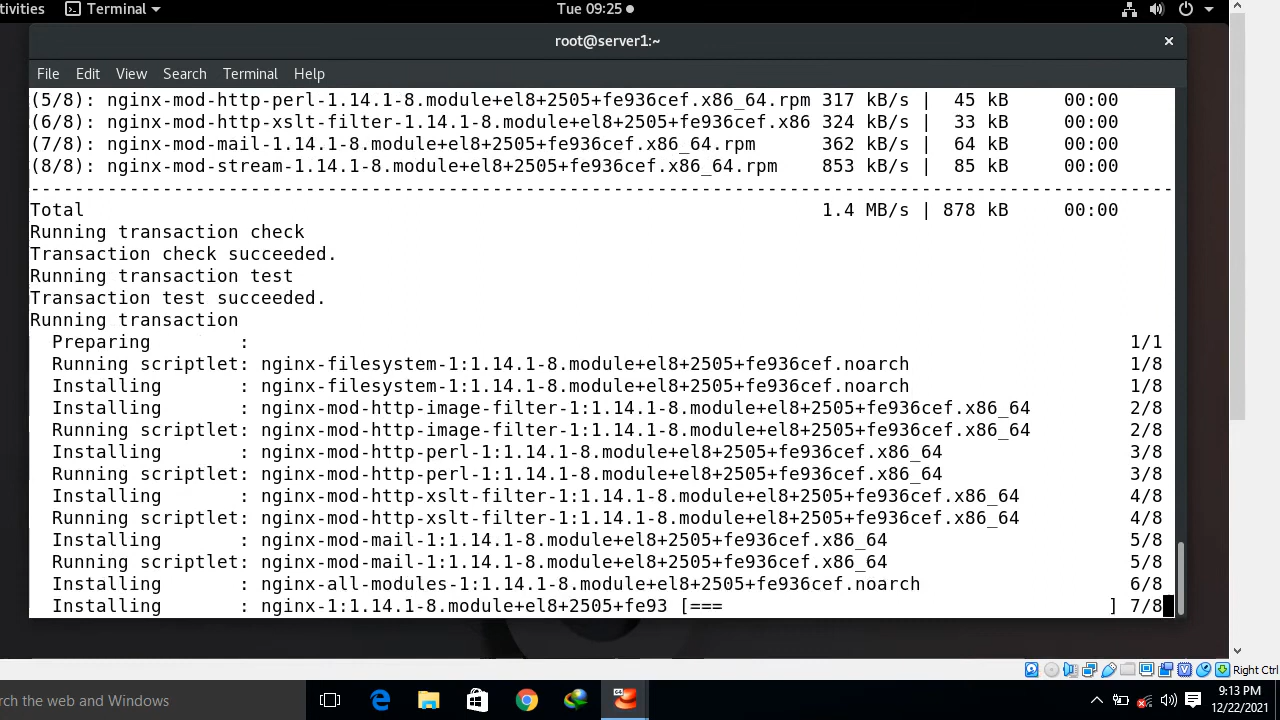 tivities Terminal Tue 09:25
root@server1:~
File Edit View Search Terminal Help
(5/8): nginx-mod-http-perl-1.14.1-8.module+el8+2505+fe936cef.x86_64.rpm 317 kB/s | 45 kB 00:00
(6/8): nginx-mod-http-xslt-filter-1.14.1-8.module+el8+2505+fe936cef.x86 324 kB/s | 33 kB 00:00
(7/8): nginx-mod-mail-1.14.1-8.module+el8+2505+fe936cef.x86_64.rpm 362 kB/s | 64 kB 00:00
(8/8): nginx-mod-stream-1.14.1-8.module+el8+2505+fe936cef.x86_64.rpm 853 kB/s | 85 kB 00:00
--------------------------------------------------------------------------------------------------------
Total 1.4 MB/s | 878 kB 00:00
Running transaction check
Transaction check succeeded.
Running transaction test
Transaction test succeeded.
Running transaction
Preparing : 1/1
Running scriptlet: nginx-filesystem-1:1.14.1-8.module+el8+2505+fe936cef.noarch 1/8
Installing : nginx-filesystem-1:1.14.1-8.module+el8+2505+fe936cef.noarch 1/8
Installing : nginx-mod-http-image-filter-1:1.14.1-8.module+el8+2505+fe936cef.x86_64 2/8
Running scriptlet: nginx-mod-http-image-filter-1:1.14.1-8.module+el8+2505+fe936cef.x86_64 2/8
Installing : nginx-mod-http-perl-1:1.14.1-8.module+el8+2505+fe936cef.x86_64 3/8
Running scriptlet: nginx-mod-http-perl-1:1.14.1-8.module+el8+2505+fe936cef.x86_64 3/8
Installing : nginx-mod-http-xslt-filter-1:1.14.1-8.module+el8+2505+fe936cef.x86_64 4/8
Running scriptlet: nginx-mod-http-xslt-filter-1:1.14.1-8.module+el8+2505+fe936cef.x86_64 4/8
Installing : nginx-mod-mail-1:1.14.1-8.module+el8+2505+fe936cef.x86_64 5/8
Running scriptlet: nginx-mod-mail-1:1.14.1-8.module+el8+2505+fe936cef.x86_64 5/8
Installing : nginx-all-modules-1:1.14.1-8.module+el8+2505+fe936cef.noarch 6/8
Installing : nginx-1:1.14.1-8.module+el8+2505+fe93 [=== ] 7/8
Right Ctrl
rch the web and Windows
9:13 PM
12/22/2021